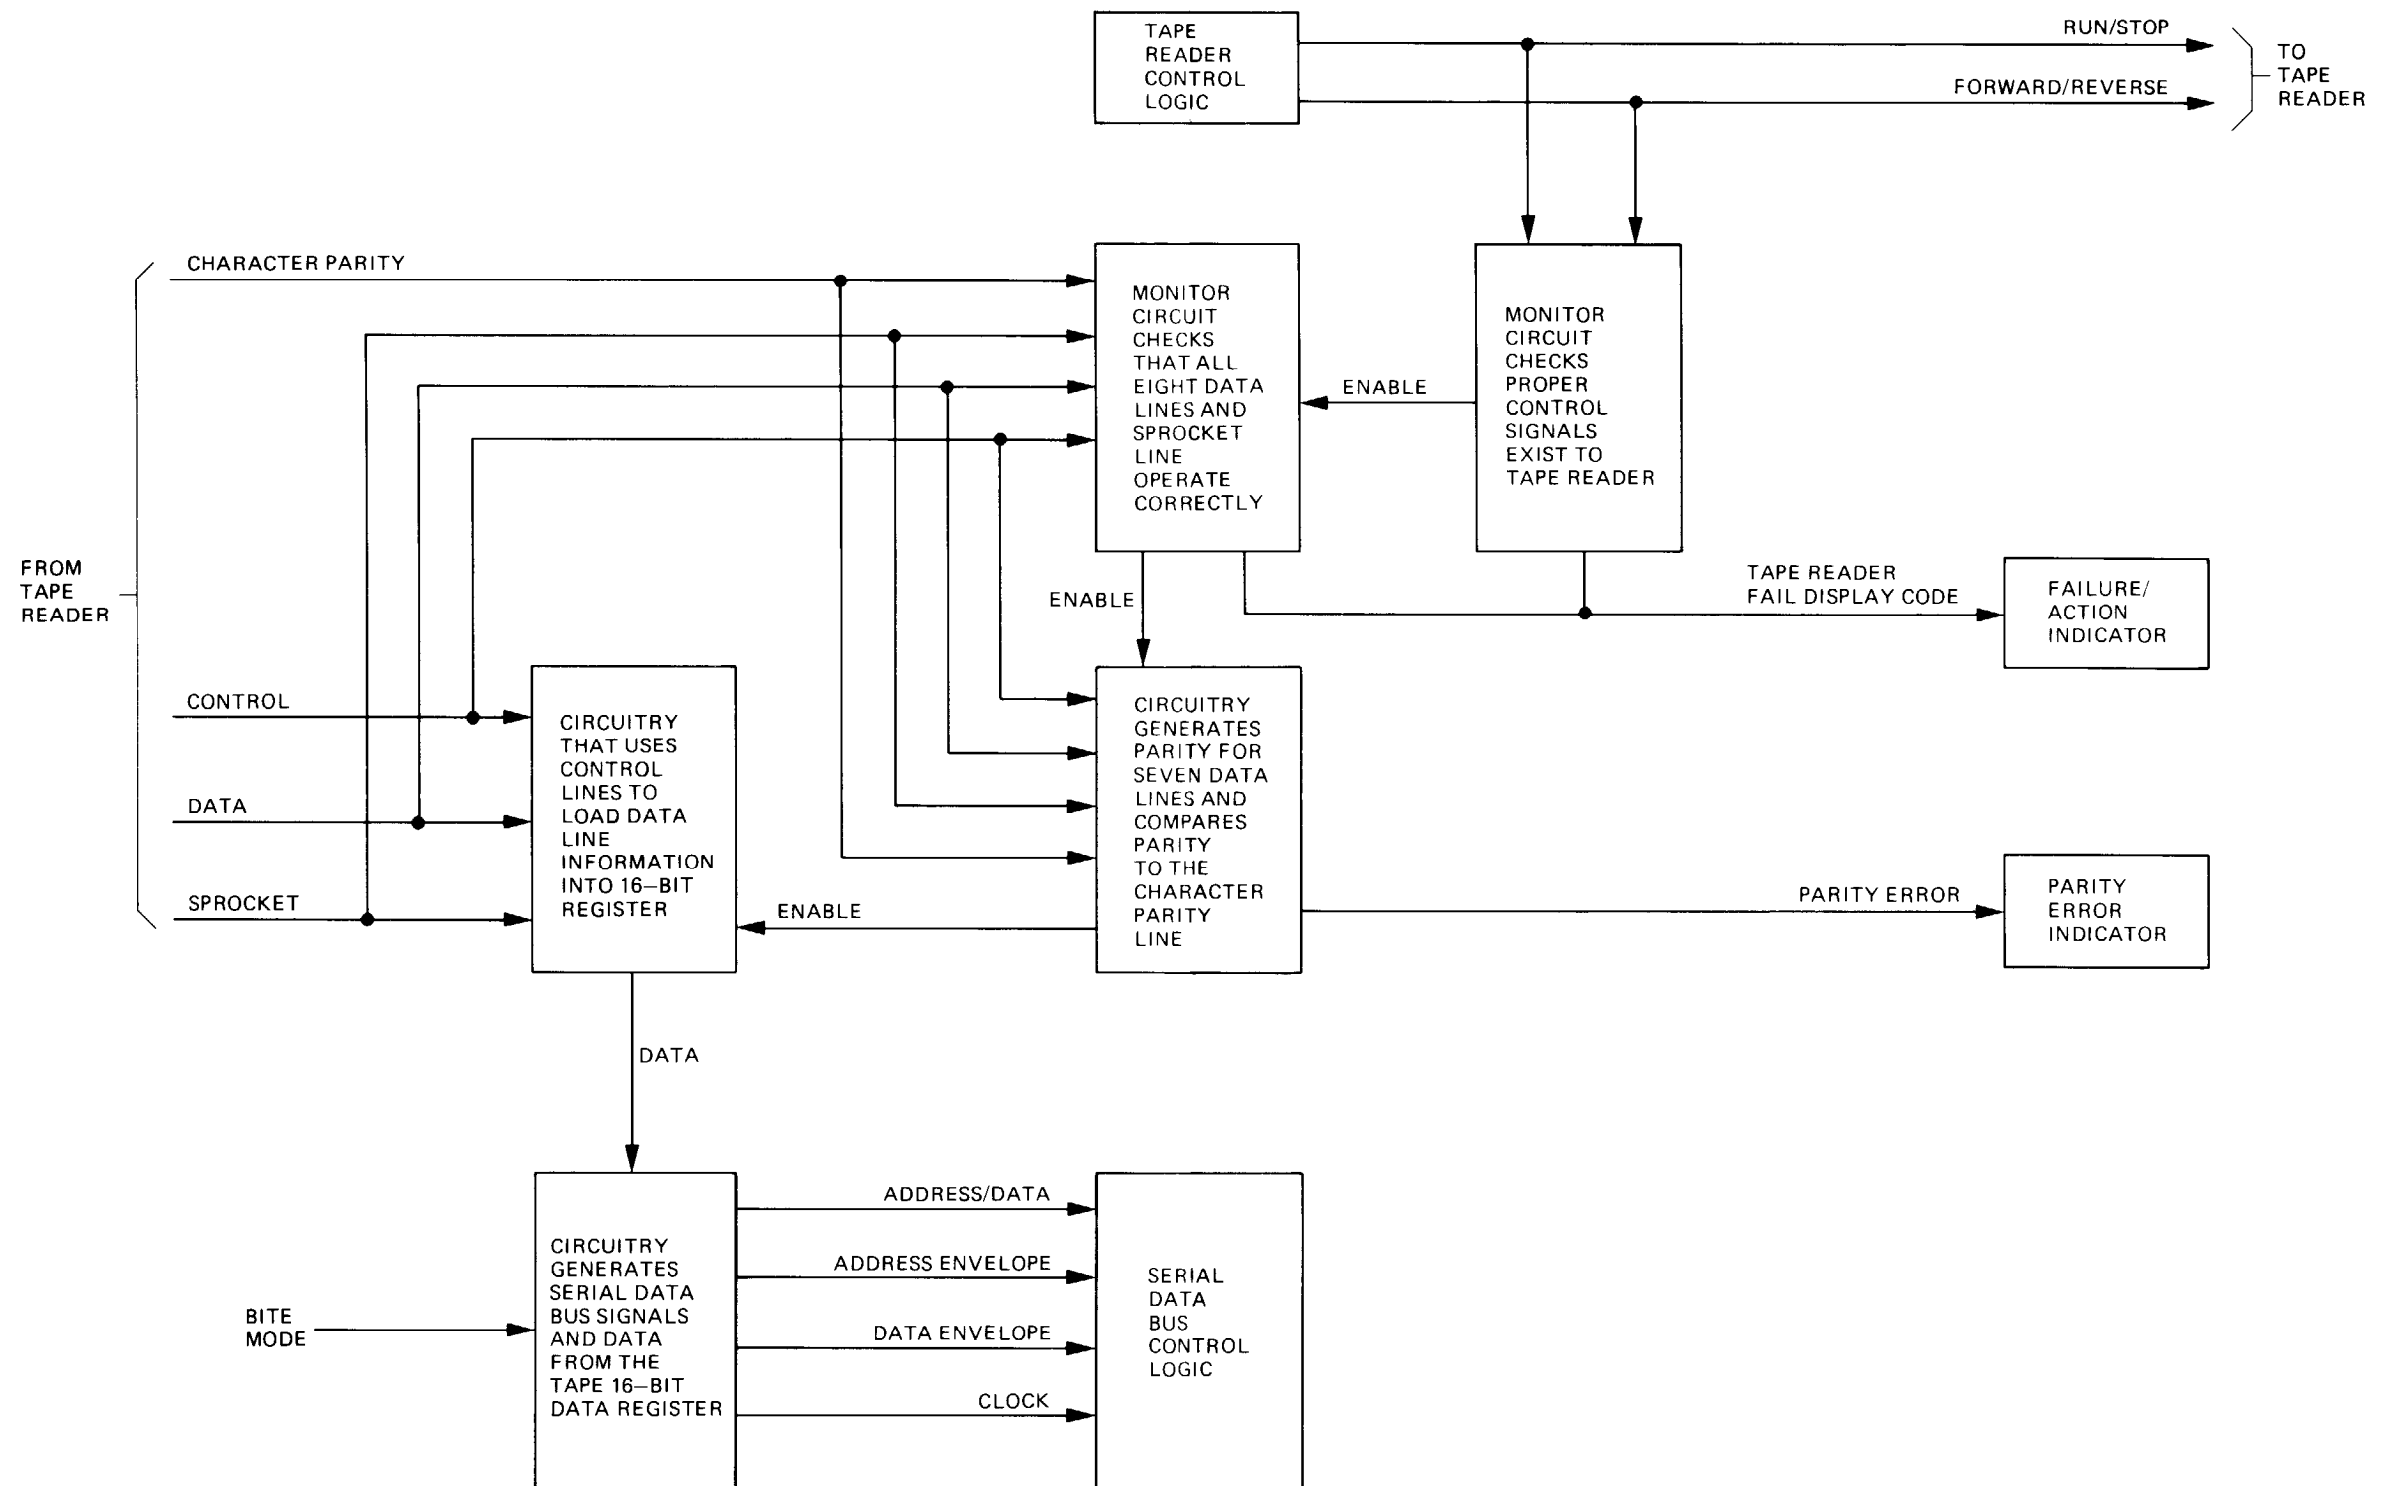 TAPE
READER
CONTROL
LOGIC
RUN/STOP
FORWARD/REVERSE
TO
TAPE
READER
CHARACTER PARITY
MONITOR
CIRCUIT
CHECKS
THAT ALL
EIGHT DATA
LINES AND
SPROCKET
LINE
OPERATE
CORRECTLY
ENABLE
MONITOR
CIRCUIT
CHECKS
PROPER
CONTROL
SIGNALS
EXIST TO
TAPE READER
FROM
TAPE
READER
ENABLE
TAPE READER
FAIL DISPLAY CODE
FAILURE/
ACTION
INDICATOR
CONTROL
DATA
SPROCKET
CIRCUITRY
THAT USES
CONTROL
LINES TO
LOAD DATA
LINE
INFORMATION
INTO 16–BIT
REGISTER
ENABLE
CIRCUITRY
GENERATES
PARITY FOR
SEVEN DATA
LINES AND
COMPARES
PARITY
TO THE
CHARACTER
PARITY
LINE
PARITY ERROR
PARITY
ERROR
INDICATOR
DATA
BITE
MODE
CIRCUITRY
GENERATES
SERIAL DATA
BUS SIGNALS
AND DATA
FROM THE
TAPE 16–BIT
DATA REGISTER
ADDRESS/DATA
ADDRESS ENVELOPE
DATA ENVELOPE
CLOCK
SERIAL
DATA
BUS
CONTROL
LOGIC